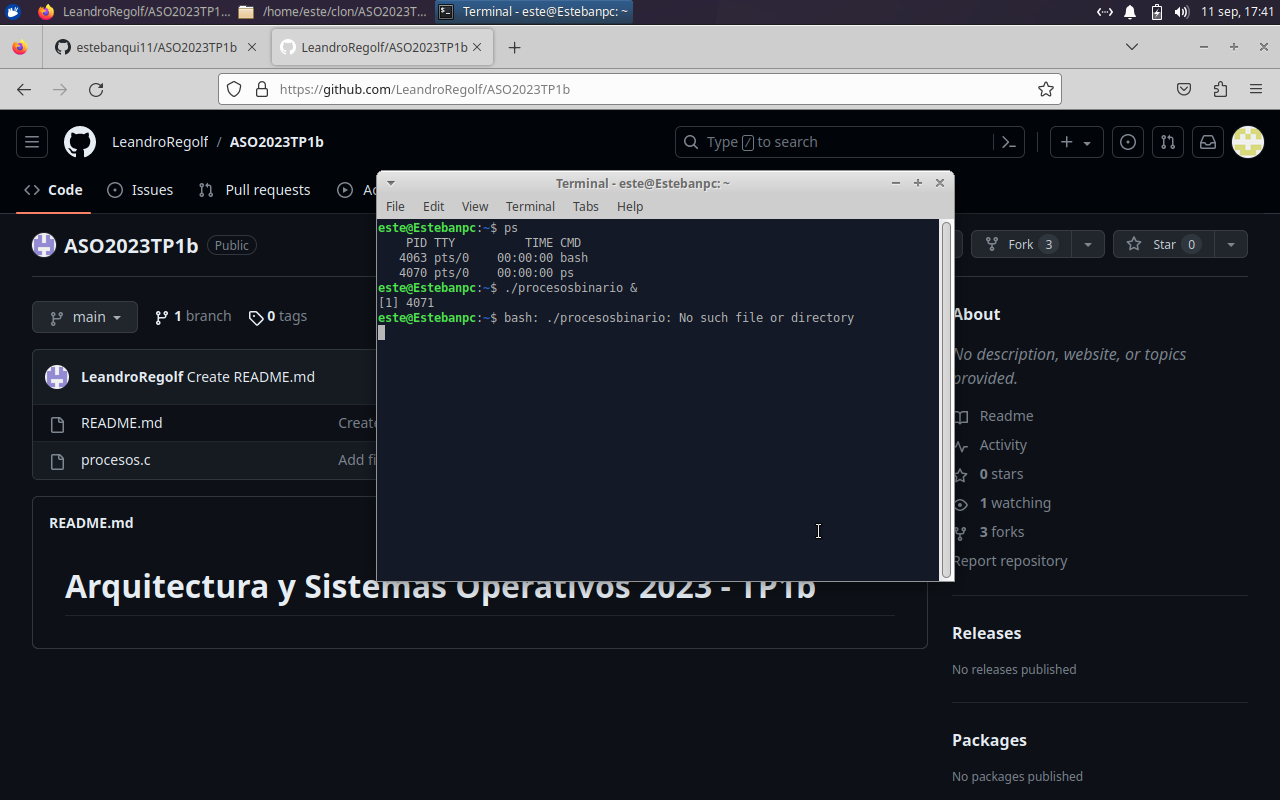 LeandroRegolf/ASO2023TP1... /home/este/clon/ASO2023T... Terminal - este@Estebanpc: ~ 11 sep, 17:41
estebanqui11/ASO2023TP1b LeandroRegolf/ASO2023TP1b
https://github.com/LeandroRegolf/ASO2023TP1b
LeandroRegolf / ASO2023TP1b Type / to search
Code Issues Pull requests Ac
Terminal - este@Estebanpc: ~
File Edit View Terminal Tabs Help
este@Estebanpc:~$ ps
PID TTY TIME CMD
4063 pts/0 00:00:00 bash
4070 pts/0 00:00:00 ps
este@Estebanpc:~$ ./procesosbinario &
[1] 4071
este@Estebanpc:~$ bash: ./procesosbinario: No such file or directory
ASO2023TP1b Public
Fork 3 Star 0
main 1 branch 0 tags
LeandroRegolf Create README.md
README.md Create
procesos.c Add fi
README.md
Arquitectura y Sistemas Operativos 2023 - TP1b
About
No description, website, or topics
provided.
Readme
Activity
0 stars
1 watching
3 forks
Report repository
Releases
No releases published
Packages
No packages published